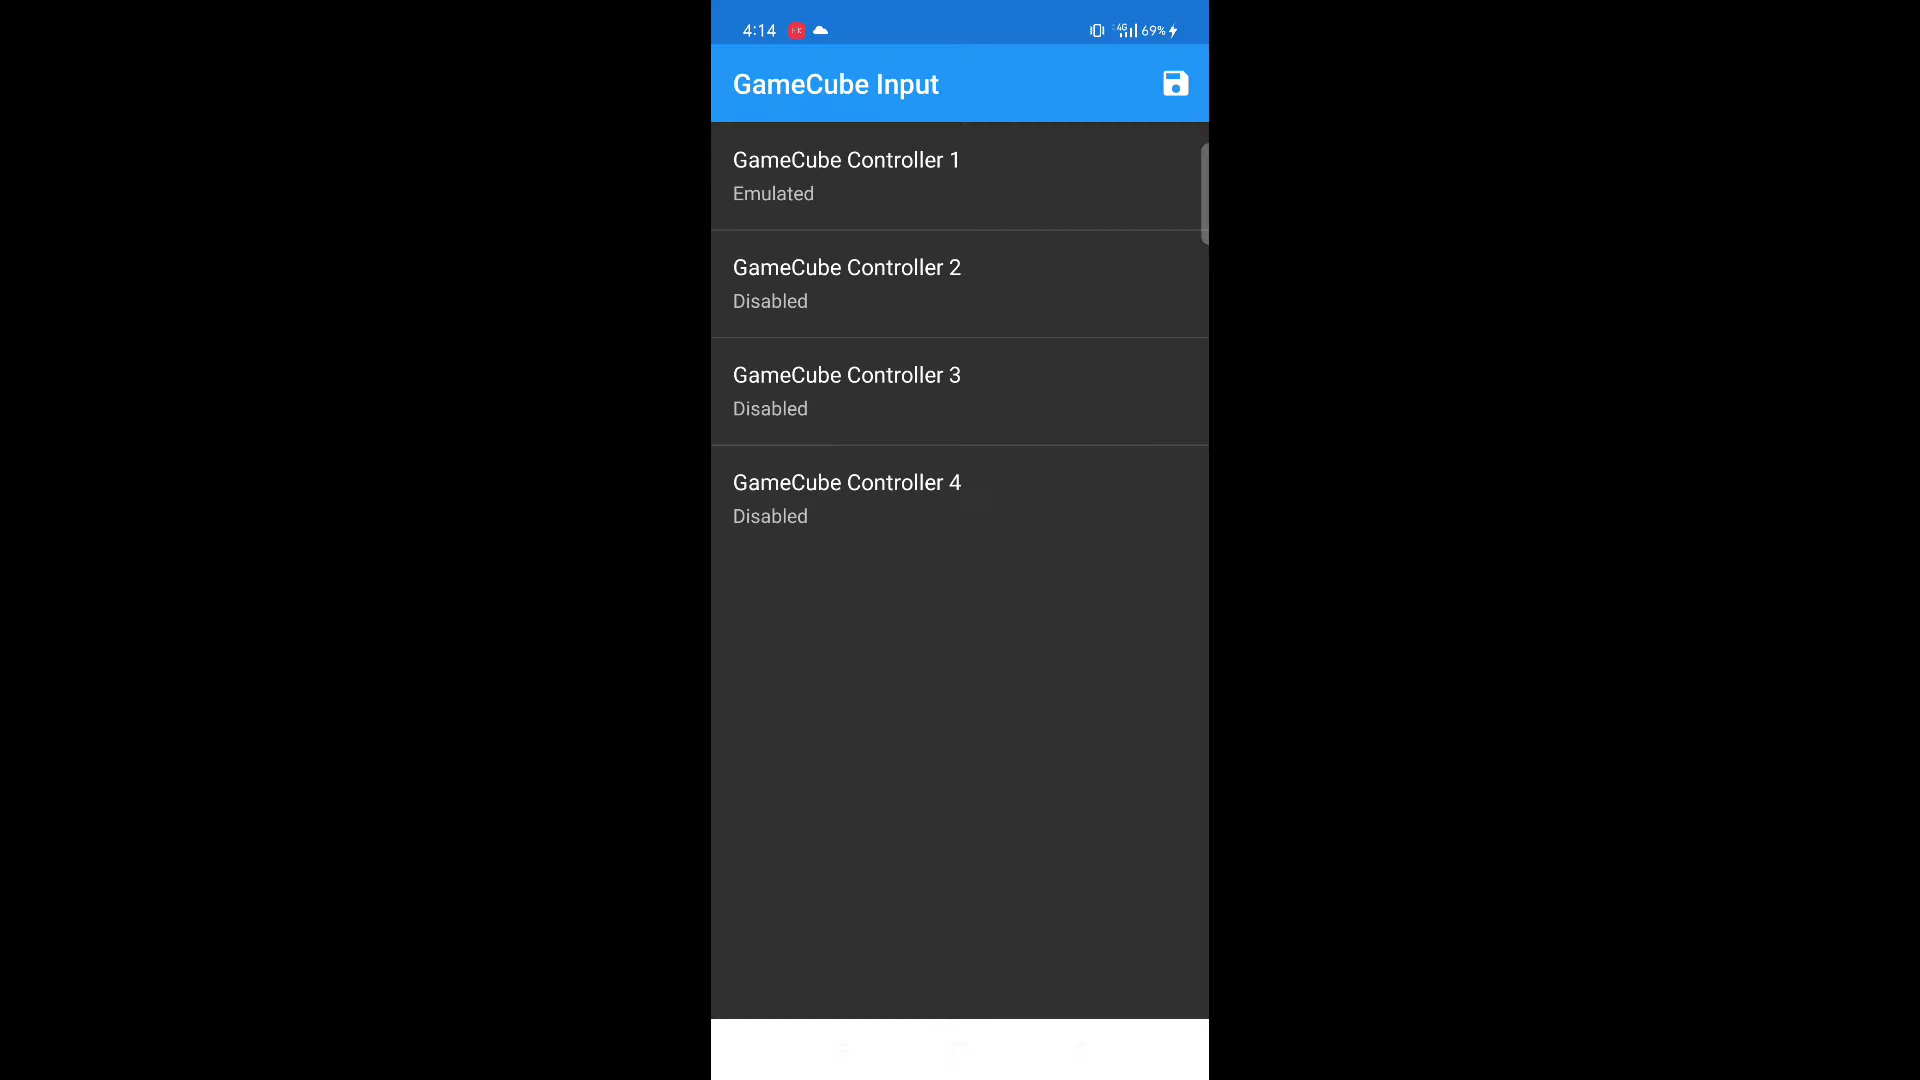 4:14 4G 69%
GameCube Input
GameCube Controller 1
Emulated
GameCube Controller 2
Disabled
GameCube Controller 3
Disabled
GameCube Controller 4
Disabled